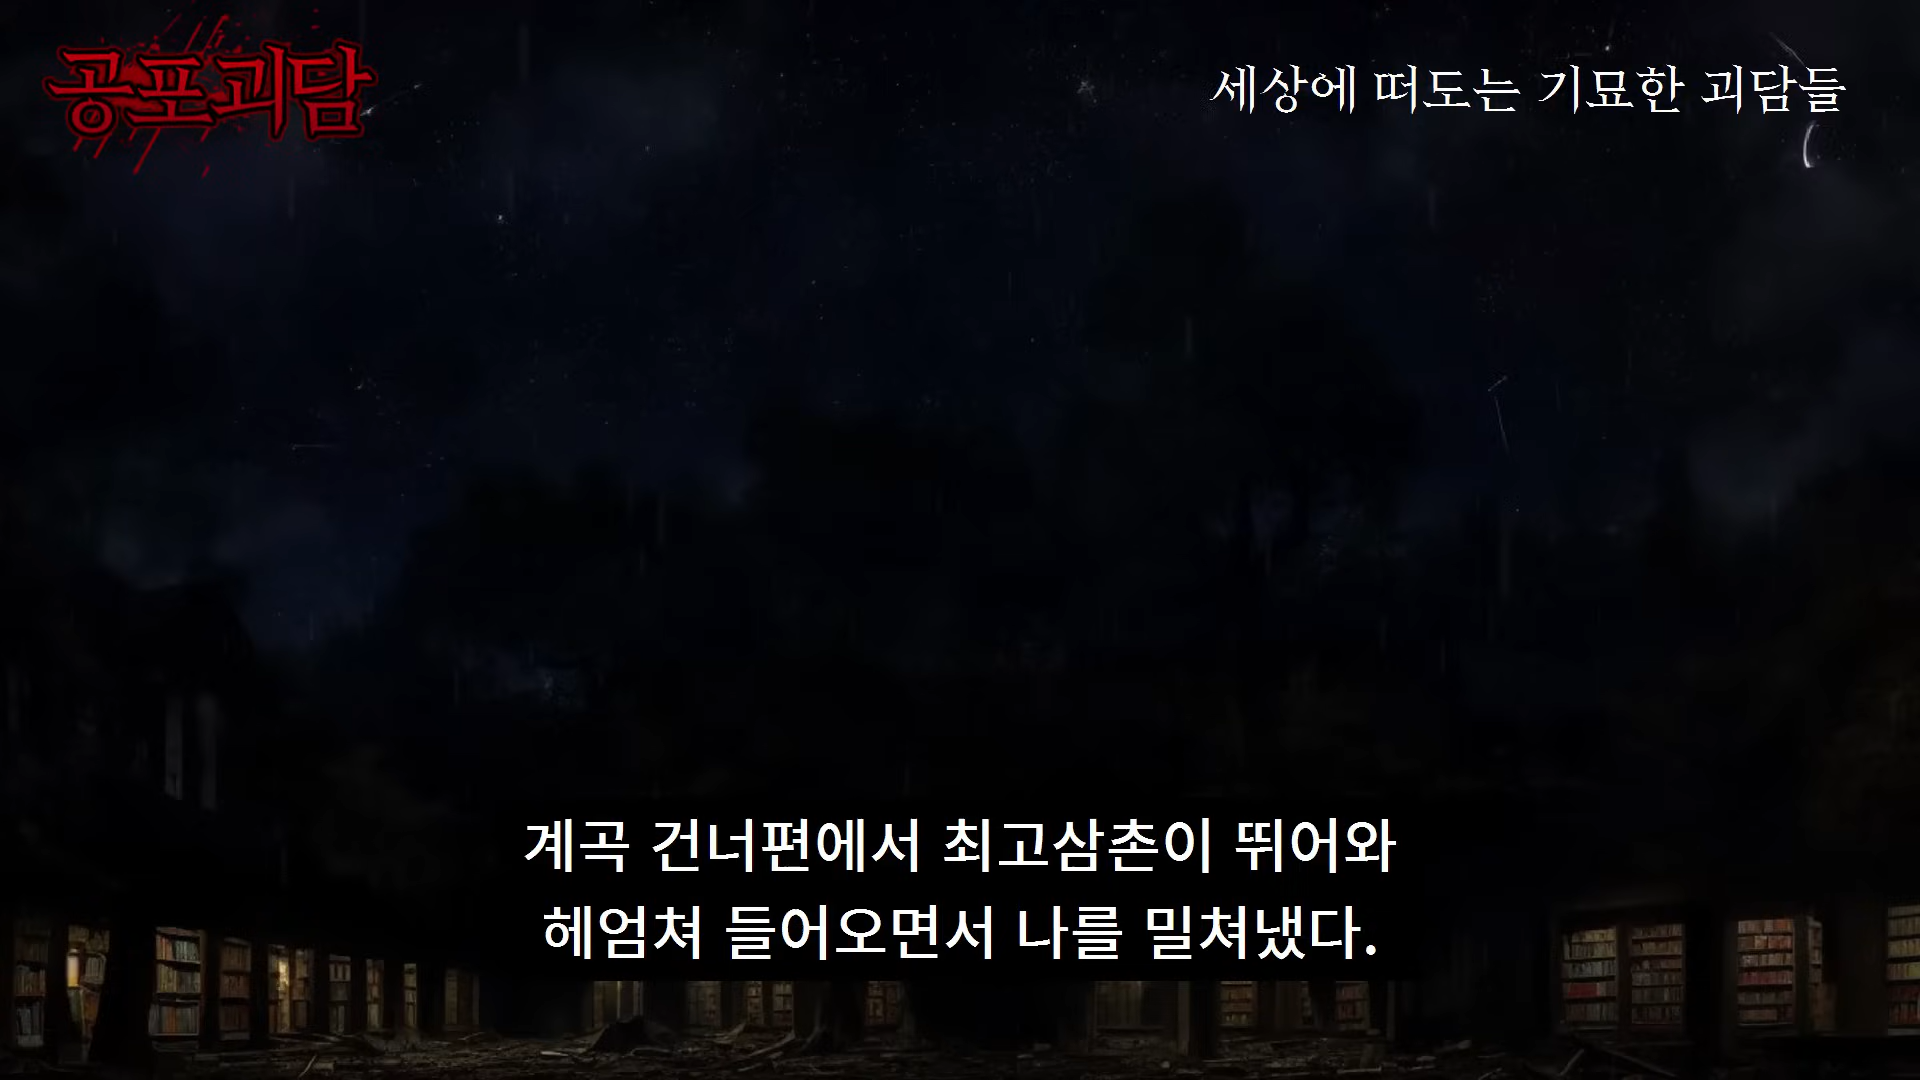 공포괴담
세상에 떠도는 기묘한 괴담들
계곡 건너편에서 최고삼촌이 뛰어와
헤엄쳐 들어오면서 나를 밀쳐냈다.